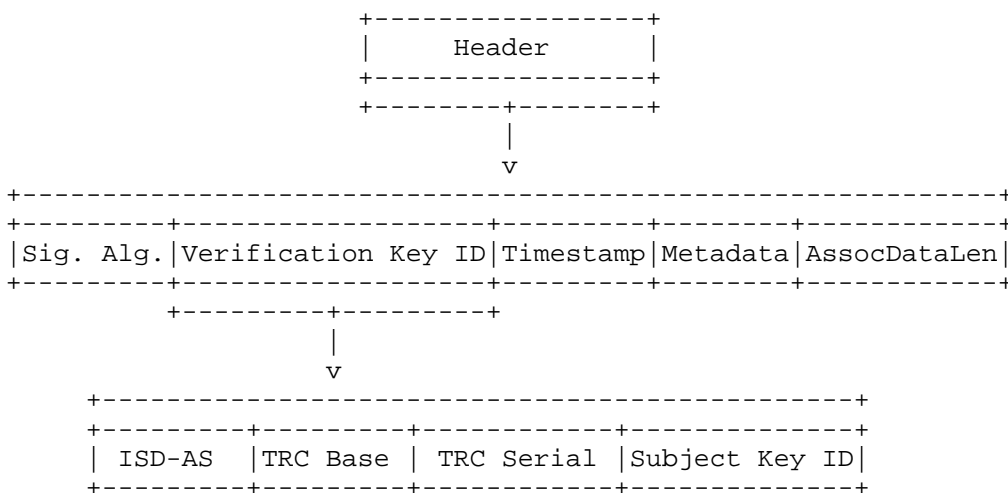 Header
Sig. Alg. Verification Key ID Timestamp Metadata AssocDataLen
v
ISD-AS TRC Base TRC Serial Subject Key ID